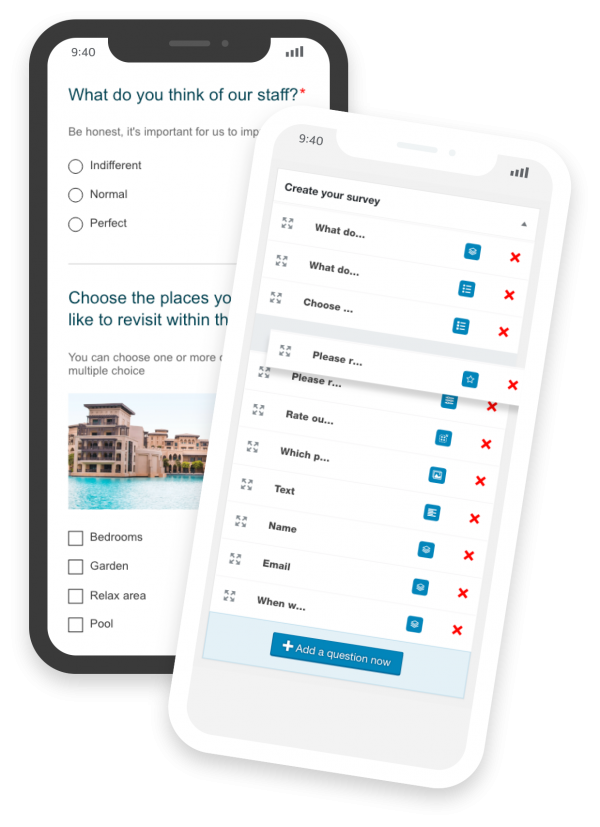 9:40
What do you think of our staff?*
Be honest, it's important for us to imp
Indifferent
Normal
Perfect
Choose the places yo
like to revisit within th
You can choose one or more
multiple choice
Bedrooms
Garden
Relax area
Pool
9:40
Create your survey
What do...
What do...
Choose ...
Please r...
Please r...
Rate ou...
Which p...
Text
Name
Email
When w...
Add a question now